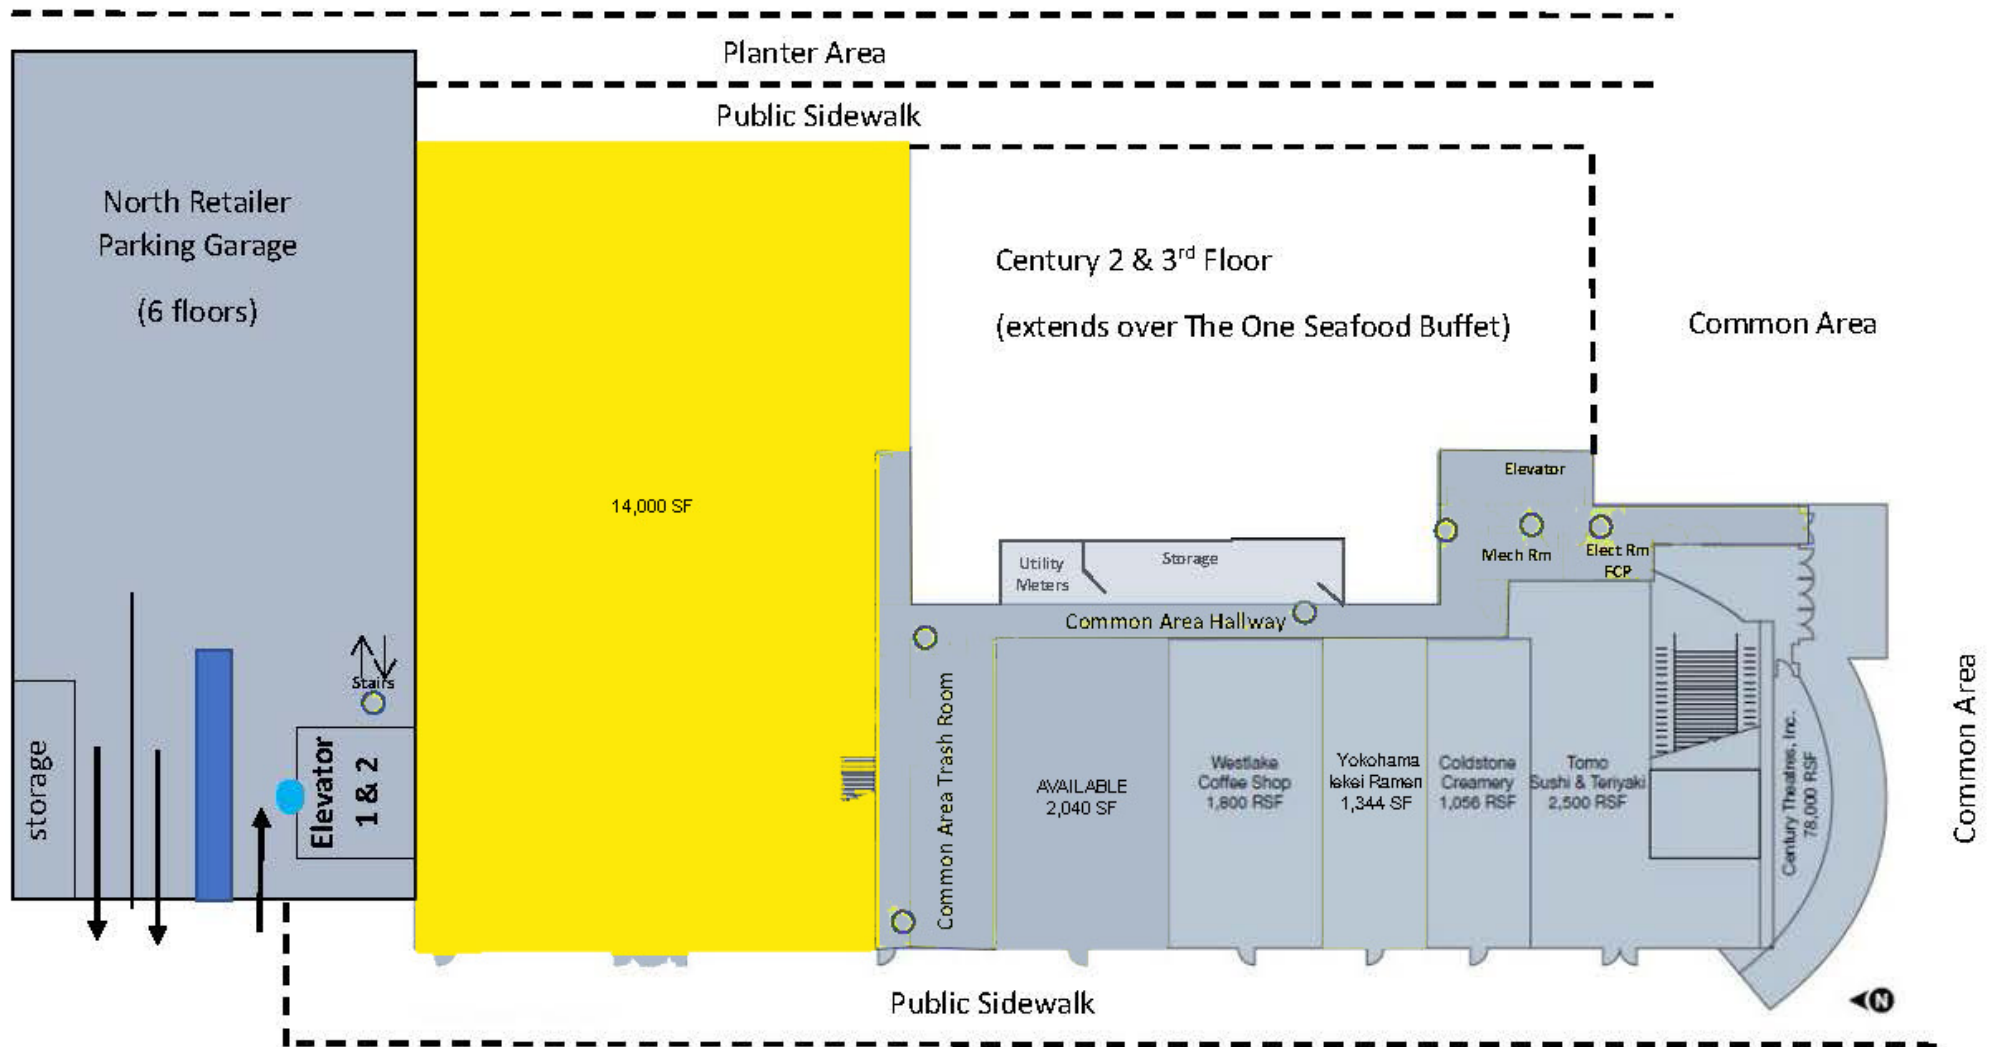 Planter Area
Public Sidewalk
North Retailer
Parking Garage
(6 floors)
Century 2 & 3rd Floor
(extends over The One Seafood Buffet)
Common Area
14,000 SF
Elevator
Mech Rm
Elect Rm
FCP
Utility
Meters
Storage
Common Area Hallway
Stairs
storage
Elevator
1 & 2
Common Area Trash Room
AVAILABLE
2,040 SF
Westlake
Coffee Shop
1,800 RSF
Yokohama
Iekei Ramen
1,344 SF
Coldstone
Creamery
1,056 RSF
Tomo
Sushi & Teriyaki
2,500 RSF
Century Theatres, Inc.
78,000 RSF
Common Area
Public Sidewalk
N